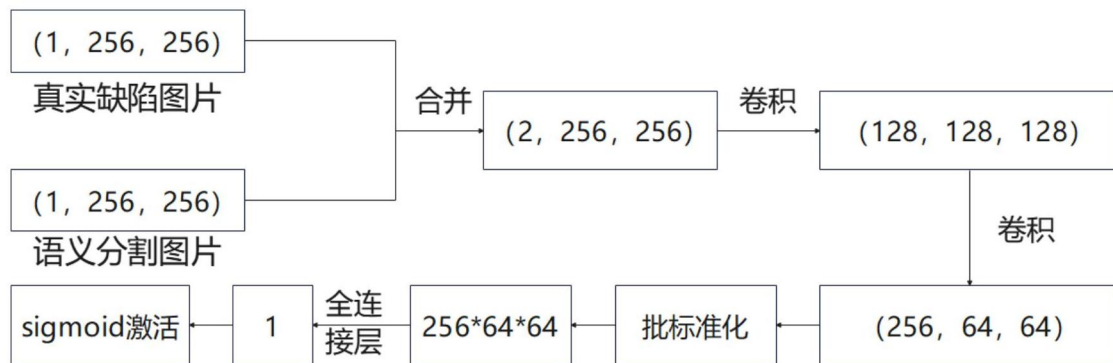 (1, 256, 256)
真实缺陷图片
(1, 256, 256)
语义分割图片
合并
(2, 256, 256)
卷积
(128, 128, 128)
卷积
(256, 64, 64)
批标准化
256*64*64
全连
接层
1
sigmoid激活